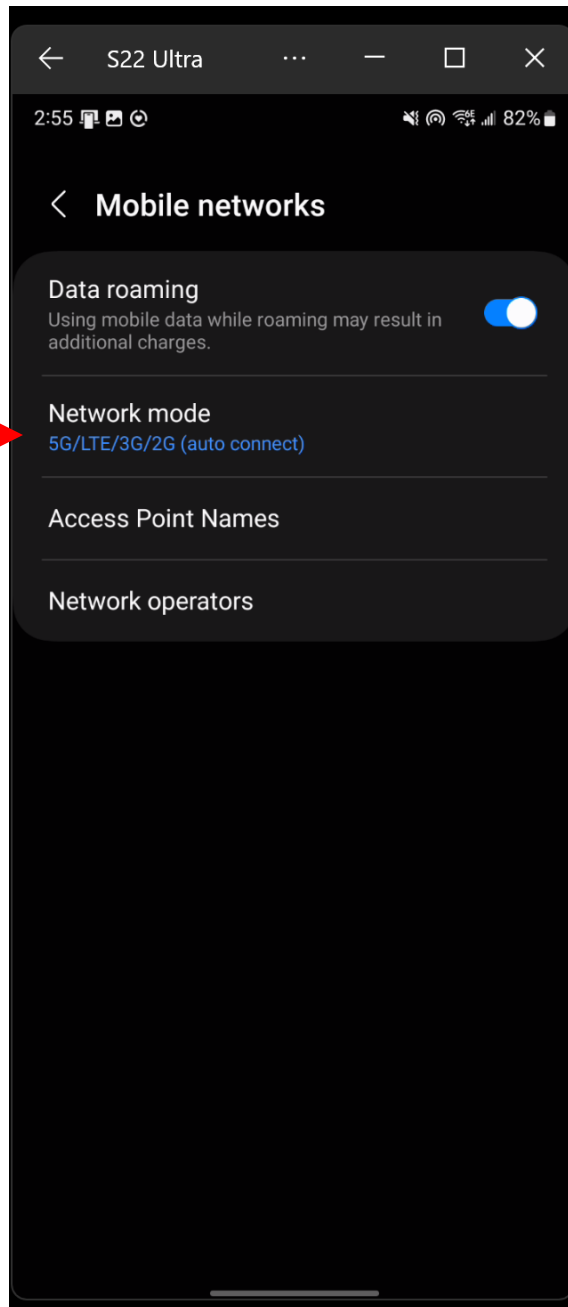 S22 Ultra
2:55 82%
Mobile networks
Data roaming
Using mobile data while roaming may result in
additional charges.
Network mode
5G/LTE/3G/2G (auto connect)
Access Point Names
Network operators